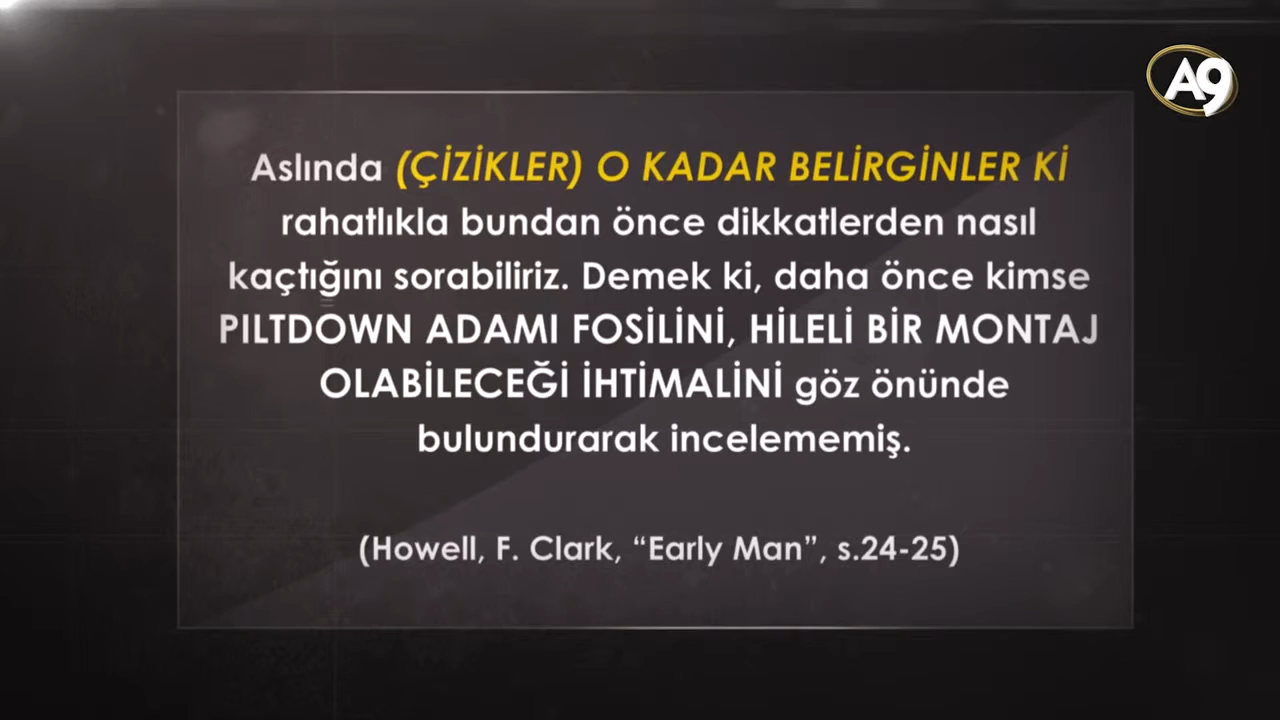 A9
Aslında (ÇİZİKLER) O KADAR BELİRGİNLER Kİ
rahatlıkla bundan önce dikkatlerden nasıl
kaçtığını sorabiliriz. Demek ki, daha önce kimse
PILTDOWN ADAMI FOSİLİNİ, HİLELİ BİR MONTAJ
OLABİLECEĞİ İHTİMALİNİ göz önünde
bulundurarak incelememiş.
(Howell, F. Clark, “Early Man”, s.24-25)